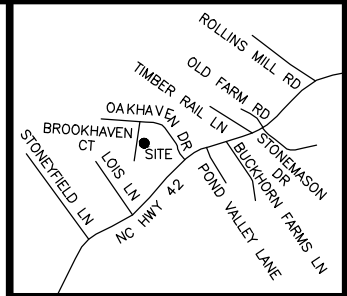 ROLLINS MILL RD
OLD FARM RD
TIMBER RAIL LN
OAKHAVEN DR
BROOKHAVEN
CT
SITE
STONEYFIELD LN
LOIS LN
NC HWY 42
STONEMASON
DR
BUCKHORN FARMS LN
POND VALLEY LANE